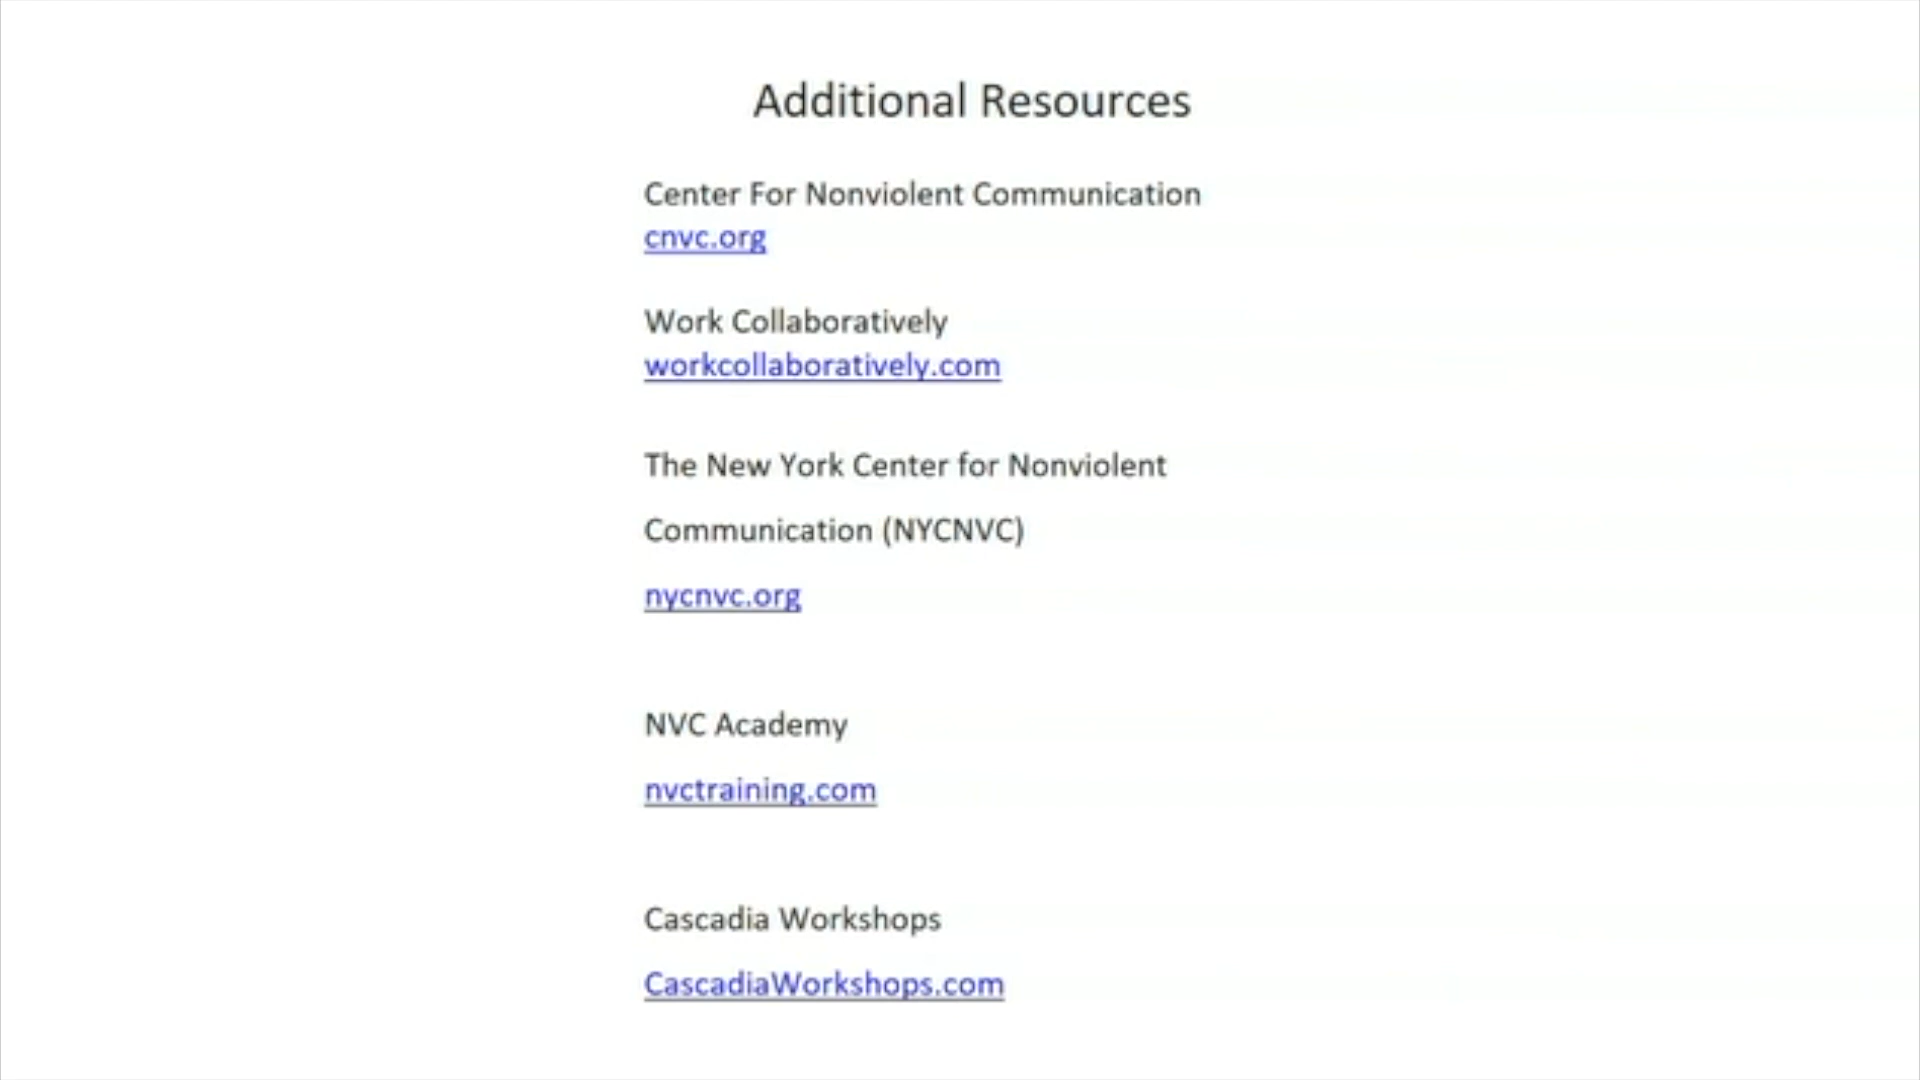 Additional Resources
Center For Nonviolent Communication
cnvc.org
Work Collaboratively
workcollaboratively.com
The New York Center for Nonviolent
Communication (NYCNVC)
nycnvc.org
NVC Academy
nvctraining.com
Cascadia Workshops
CascadiaWorkshops.com